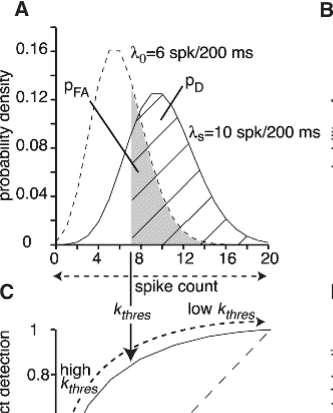 A
B
0.16
0.12
0.08
0.04
0
probability density
λ0=6 spk/200 ms
pFA
pD
λs=10 spk/200 ms
0 4 8 12 16 20
spike count
C
kthres
low kthres
1
high
kthres
0.8
ct detection